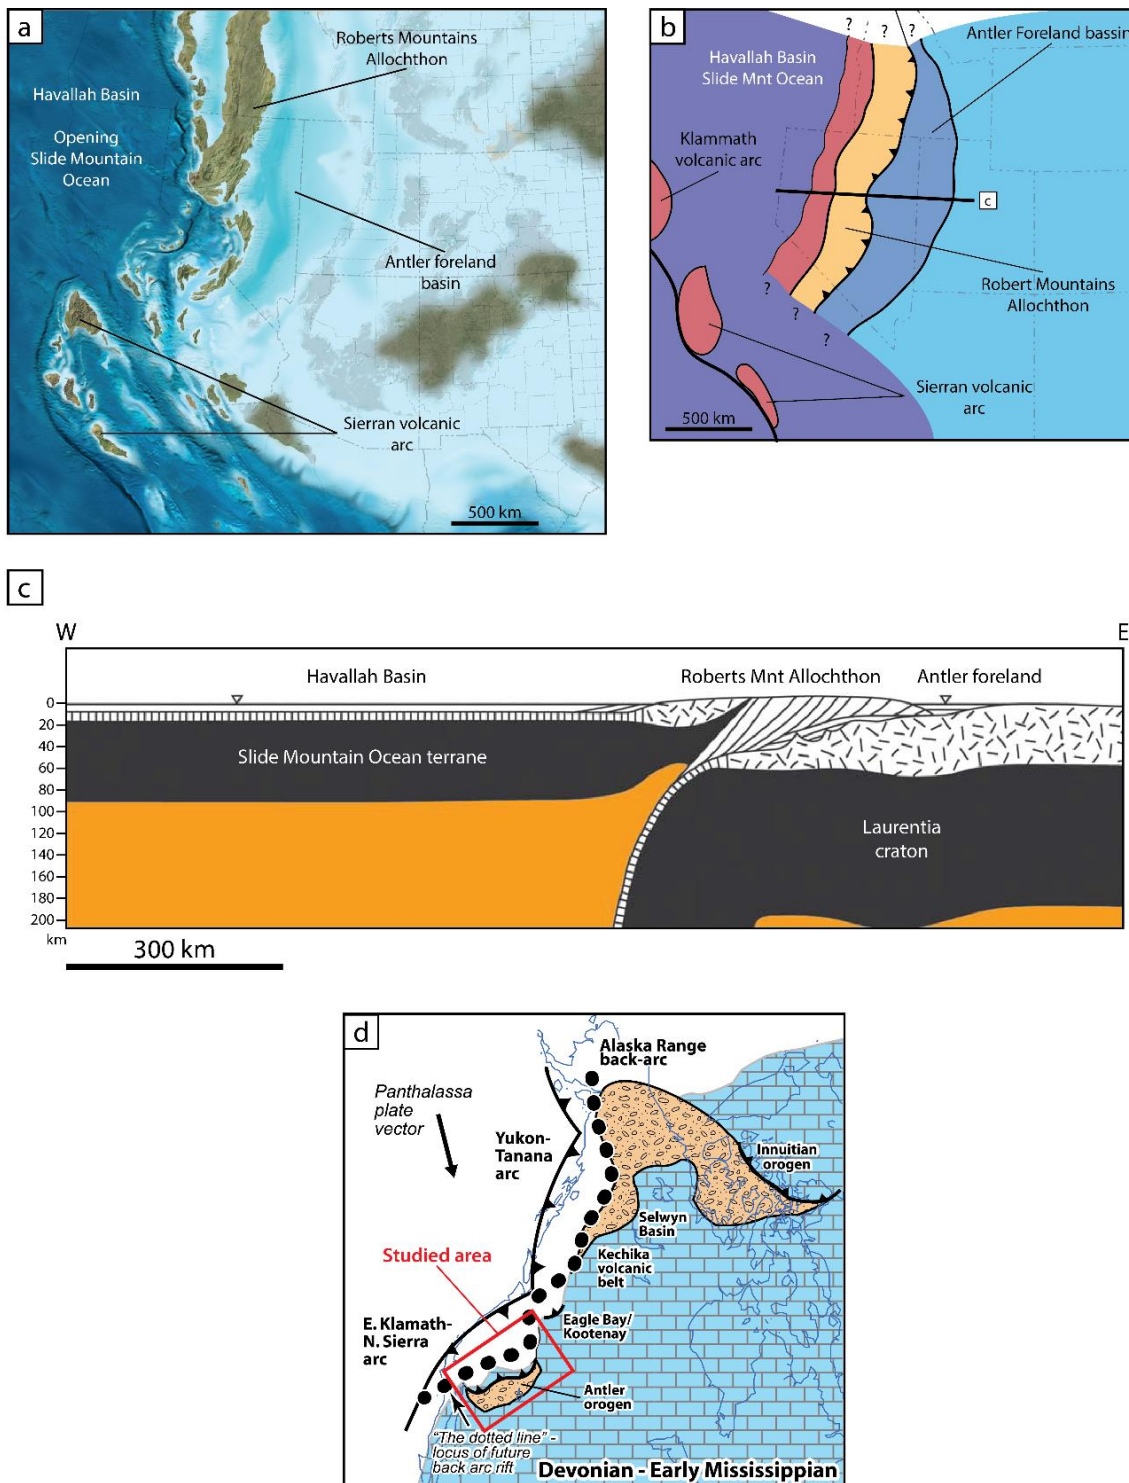 a
Roberts Mountains
Allochthon
Havallah Basin
Opening
Slide Mountain
Ocean
Antler foreland
basin
Sierran volcanic
arc
500 km
b
? ? ?
Antler Foreland bassin
Havallah Basin
Slide Mnt Ocean
Klammath
volcanic arc
c
Robert Mountains
Allochthon
?
?
?
Sierran volcanic
arc
500 km
c
W
E
Havallah Basin
Roberts Mnt Allochthon
Antler foreland
0
20
40
60
80
100
120
140
160
180
200
km
Slide Mountain Ocean terrane
Laurentia
craton
300 km
d
Alaska Range
back-arc
Panthalassa
plate
vector
Yukon-
Tanana
arc
Innuitian
orogen
Selwyn
Basin
Studied area
Kechika
volcanic
belt
E. Klamath-
N. Sierra
arc
Eagle Bay/
Kootenay
Antler
orogen
"The dotted line" -
locus of future
back arc rift
Devonian - Early Mississippian